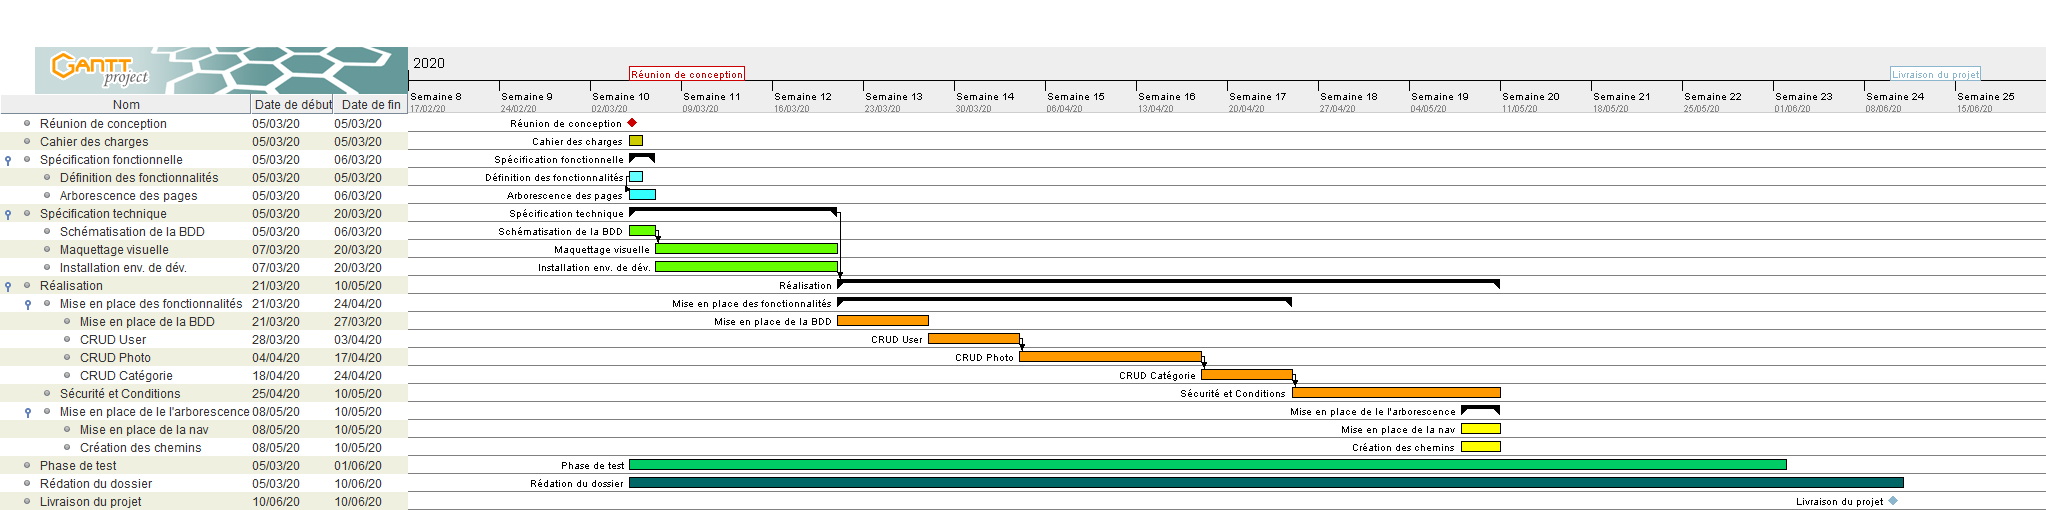 GANTT
project
2020
Réunion de conception
Livraison du projet
Nom Date de début Date de fin
Semaine 8 Semaine 9 Semaine 10 Semaine 11 Semaine 12 Semaine 13 Semaine 14 Semaine 15 Semaine 16 Semaine 17 Semaine 18 Semaine 19 Semaine 20 Semaine 21 Semaine 22 Semaine 23 Semaine 24 Semaine 25
17/02/20 24/02/20 02/03/20 09/03/20 16/03/20 23/03/20 30/03/20 06/04/20 13/04/20 20/04/20 27/04/20 04/05/20 11/05/20 18/05/20 25/05/20 01/06/20 08/06/20 15/06/20
Réunion de conception 05/03/20 05/03/20 Réunion de conception
Cahier des charges 05/03/20 05/03/20 Cahier des charges
Spécification fonctionnelle 05/03/20 06/03/20 Spécification fonctionnelle
Définition des fonctionnalités 05/03/20 05/03/20 Définition des fonctionnalités
Arborescence des pages 05/03/20 06/03/20 Arborescence des pages
Spécification technique 05/03/20 20/03/20 Spécification technique
Schématisation de la BDD 05/03/20 06/03/20 Schématisation de la BDD
Maquettage visuelle 07/03/20 20/03/20 Maquettage visuelle
Installation env. de dév. 07/03/20 20/03/20 Installation env. de dév.
Réalisation 21/03/20 10/05/20 Réalisation
Mise en place des fonctionnalités 21/03/20 24/04/20 Mise en place des fonctionnalités
Mise en place de la BDD 21/03/20 27/03/20 Mise en place de la BDD
CRUD User 28/03/20 03/04/20 CRUD User
CRUD Photo 04/04/20 17/04/20 CRUD Photo
CRUD Catégorie 18/04/20 24/04/20 CRUD Catégorie
Sécurité et Conditions 25/04/20 10/05/20 Sécurité et Conditions
Mise en place de le l'arborescence 08/05/20 10/05/20 Mise en place de le l'arborescence
Mise en place de la nav 08/05/20 10/05/20 Mise en place de la nav
Création des chemins 08/05/20 10/05/20 Création des chemins
Phase de test 05/03/20 01/06/20 Phase de test
Rédation du dossier 05/03/20 10/06/20 Rédation du dossier
Livraison du projet 10/06/20 10/06/20 Livraison du projet